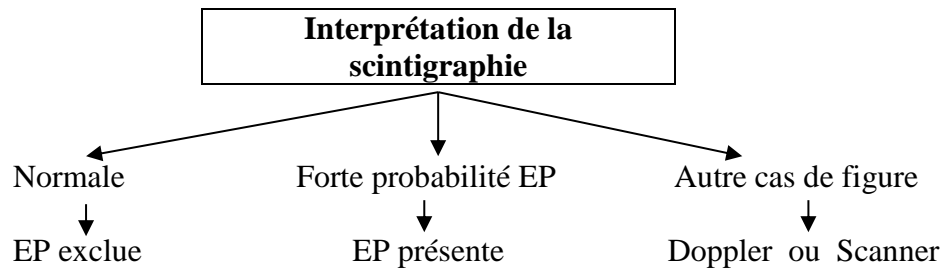 Interprétation de la
scintigraphie
Normale Forte probabilité EP Autre cas de figure
EP exclue EP présente Doppler ou Scanner